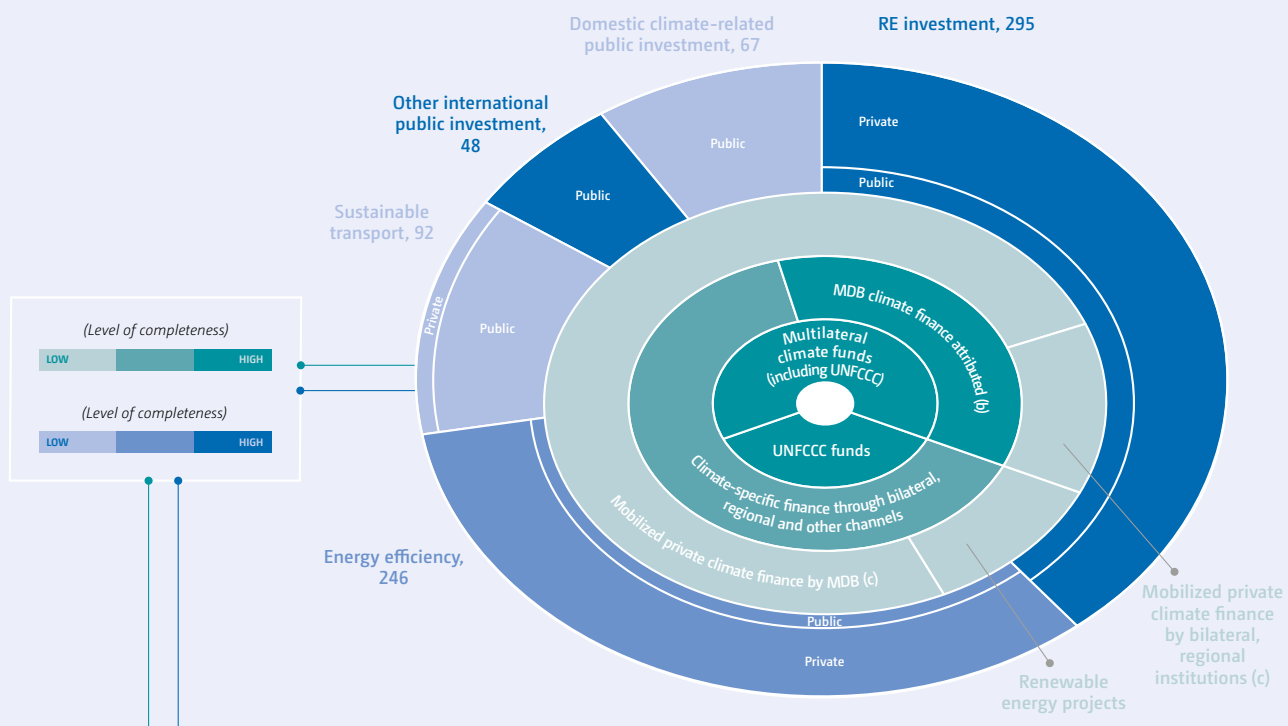 Domestic climate-related
public investment, 67
RE investment, 295
Other international
public investment,
48
Private
Public
Public
Public
Sustainable
transport, 92
Private
Public
MDB climate finance attributed (b)
Multilateral
climate funds
(including UNFCCC)
UNFCCC funds
Climate-specific finance through bilateral,
regional and other channels
Mobilized private climate finance by MDB (c)
(Level of completeness)
LOW
HIGH
(Level of completeness)
LOW
HIGH
Energy efficiency,
246
Public
Private
Mobilized private
climate finance
by bilateral,
regional
institutions (c)
Renewable
energy projects